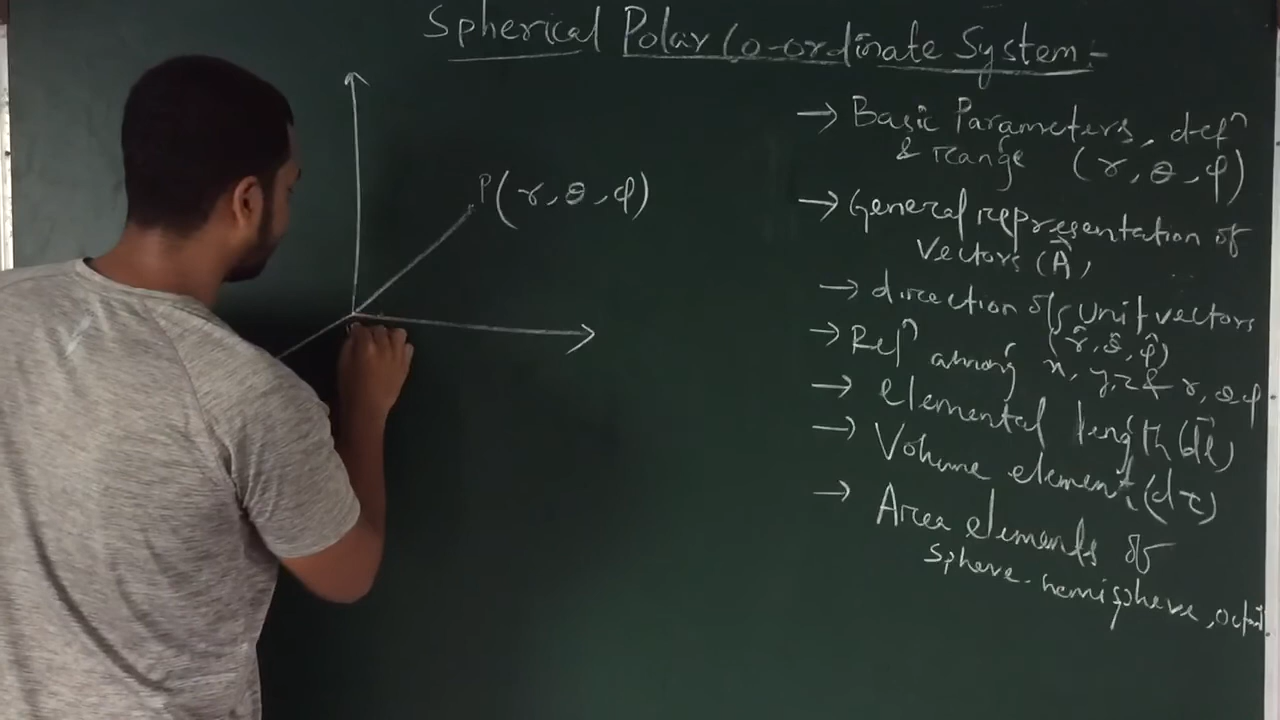 Spherical Polar Co-ordinate System:-
P(r, θ, φ)
→ Basic Parameters, defⁿ
& range (r, θ, φ)
→ General representation of
Vectors (A⃗,
→ direction of unit vectors
(r̂, θ̂, φ̂)
→ Relⁿ among x, y, z & r, θ φ
→ elemental length (dl⃗)
→ Volume element (dτ)
→ Area elements of
sphere, hemisphere, octant